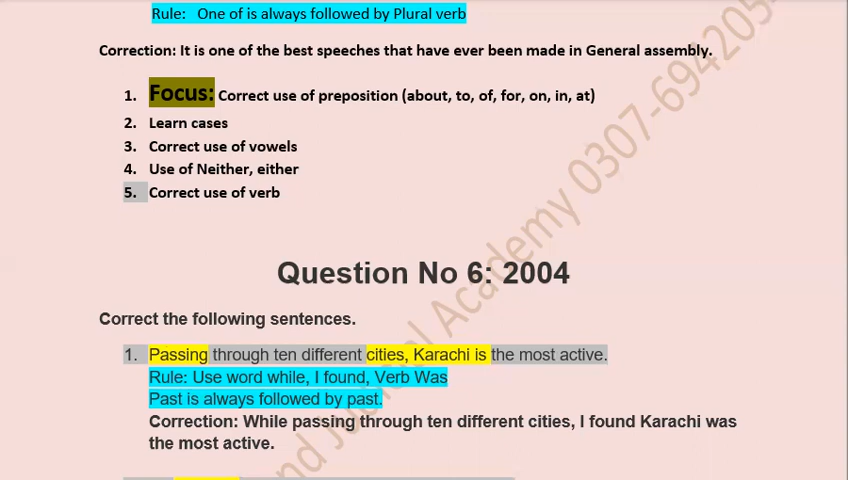 Rule: One of is always followed by Plural verb
Correction: It is one of the best speeches that have ever been made in General assembly.
1. Focus: Correct use of preposition (about, to, of, for, on, in, at)
2. Learn cases
3. Correct use of vowels
4. Use of Neither, either
5. Correct use of verb
Question No 6: 2004
Correct the following sentences.
1. Passing through ten different cities, Karachi is the most active.
Rule: Use word while, I found, Verb Was
Past is always followed by past.
Correction: While passing through ten different cities, I found Karachi was
the most active.
Academy 0307-694205